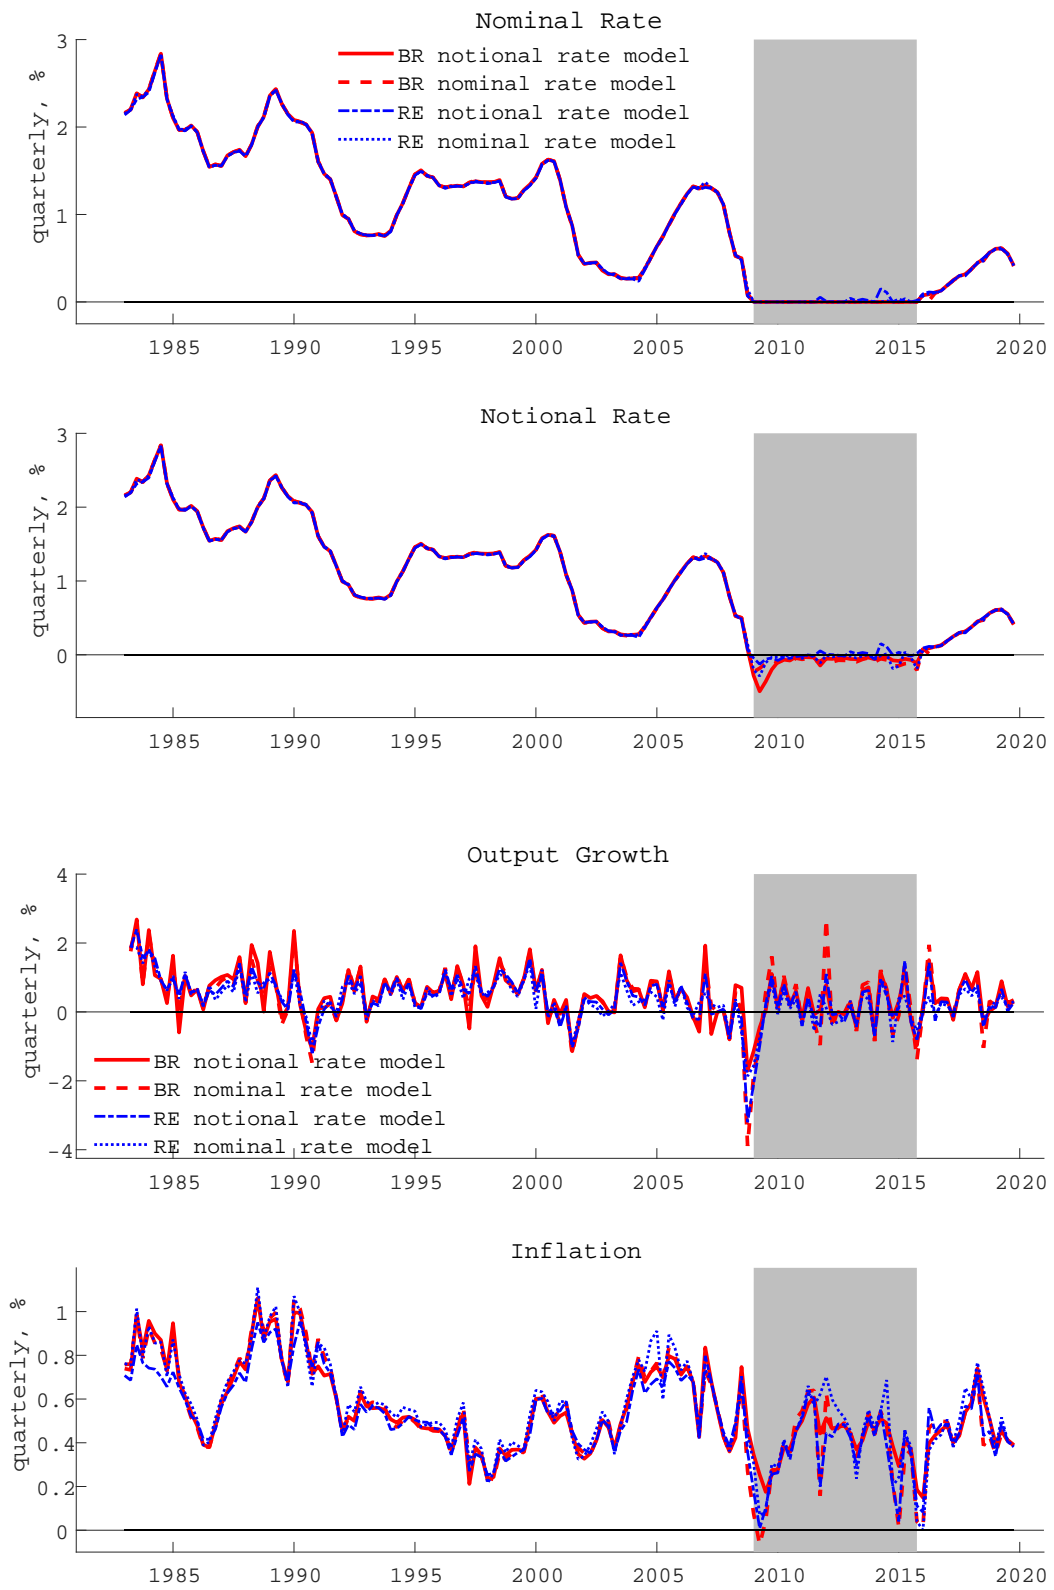 Nominal Rate
3
2
1
0
quarterly, %
BR notional rate model
BR nominal rate model
RE notional rate model
RE nominal rate model
1985 1990 1995 2000 2005 2010 2015 2020
Notional Rate
3
2
1
0
quarterly, %
1985 1990 1995 2000 2005 2010 2015 2020
Output Growth
4
2
0
-2
-4
quarterly, %
BR notional rate model
BR nominal rate model
RE notional rate model
RE nominal rate model
1985 1990 1995 2000 2005 2010 2015 2020
Inflation
1
0.8
0.6
0.4
0.2
0
quarterly, %
1985 1990 1995 2000 2005 2010 2015 2020